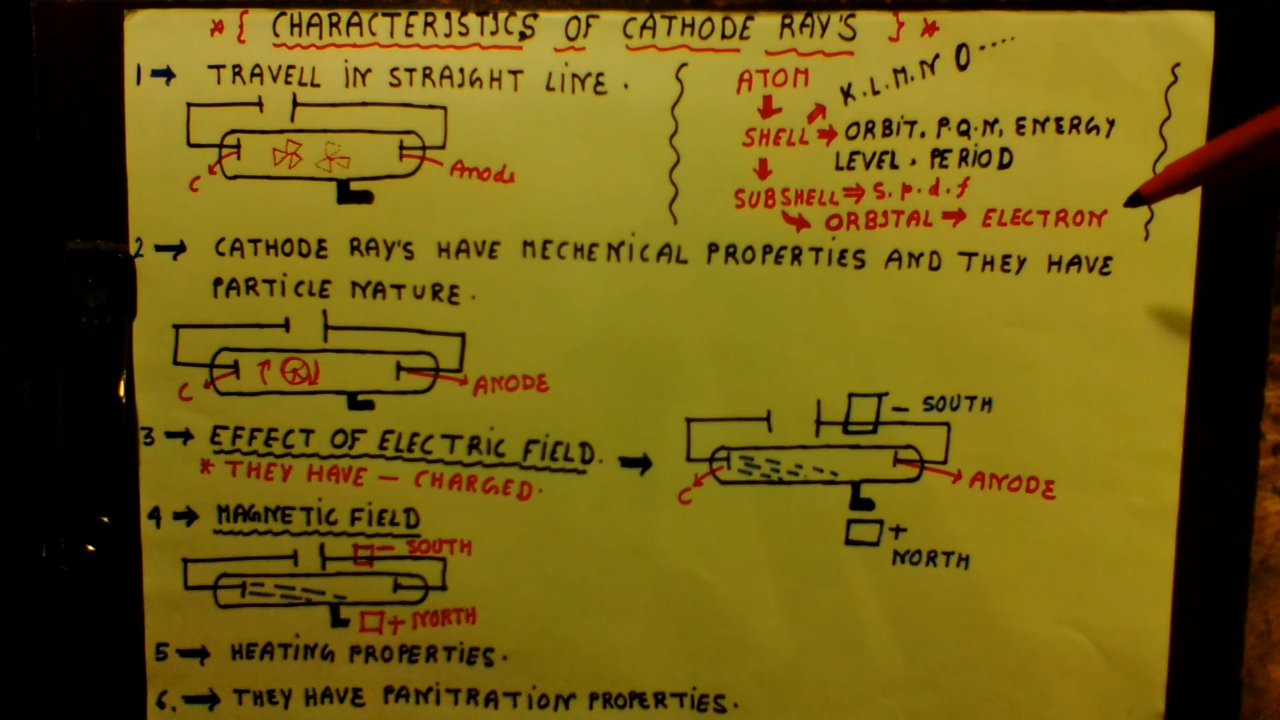 * { CHARACTERISTICS OF CATHODE RAY'S } *
1 → TRAVELL IN STRAIGHT LINE.
C
Anode
ATOM
K.L.M.N O....
SHELL → ORBIT. P.Q.N. ENERGY
LEVEL. PERIOD
SUBSHELL ⇒ s.p.d.f
ORBITAL → ELECTRON
2 → CATHODE RAY'S HAVE MECHENICAL PROPERTIES AND THEY HAVE
PARTICLE NATURE.
C
ANODE
3 → EFFECT OF ELECTRIC FIELD. →
* THEY HAVE – CHARGED.
– SOUTH
C
ANODE
+
NORTH
4 → MAGNETIC FIELD
– SOUTH
+ NORTH
5 → HEATING PROPERTIES.
6. → THEY HAVE PANITRATION PROPERTIES.